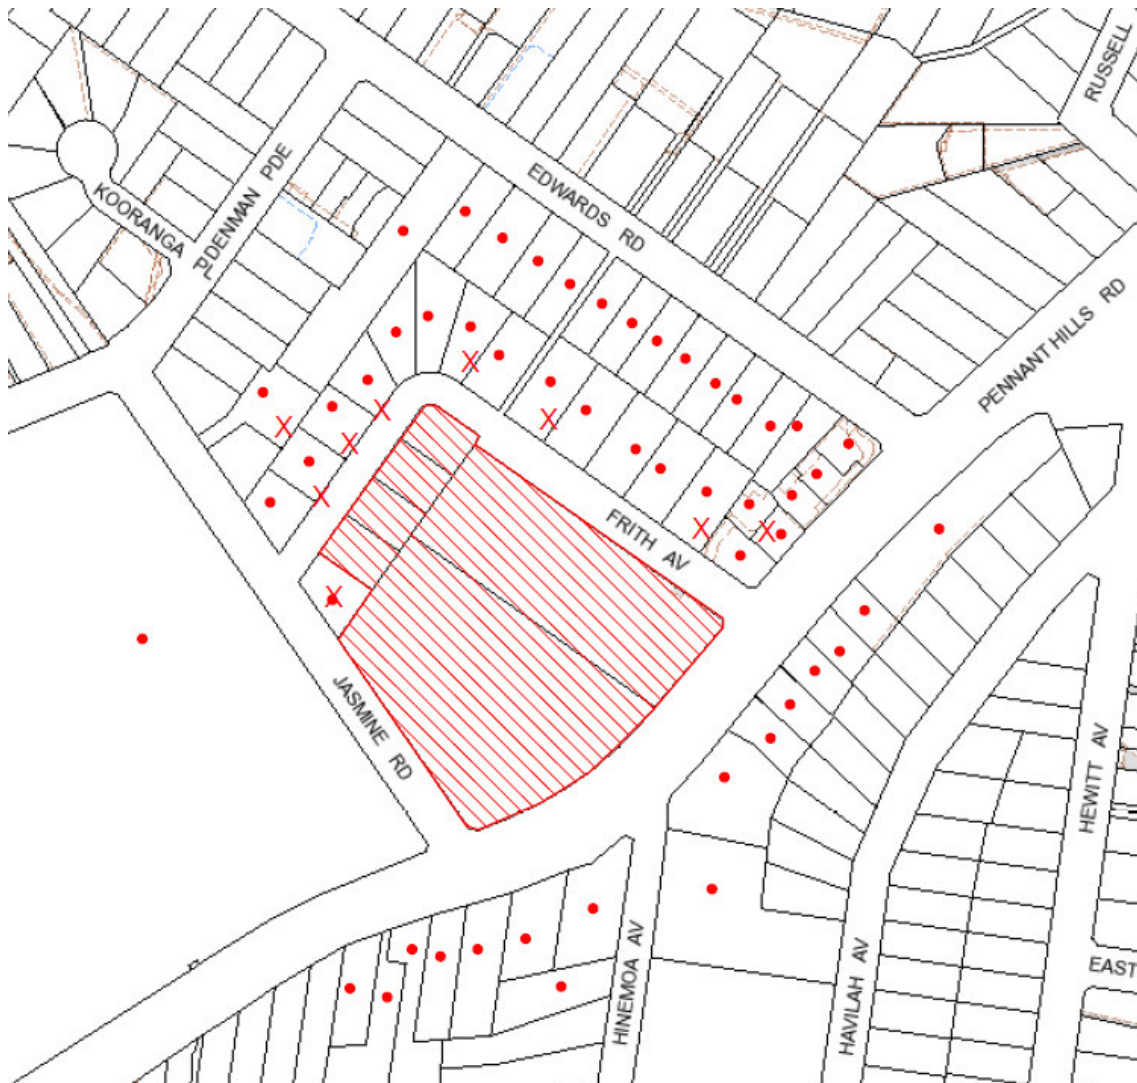 RUSSELL
EDWARDS RD
KOORANGA PL
DENMAN PDE
PENNANT HILLS RD
X
X
X
X
X
X
X
X
X
FRITH AV
JASMINE RD
HEWITT AV
HINEMOA AV
HAVILAH AV
EAST